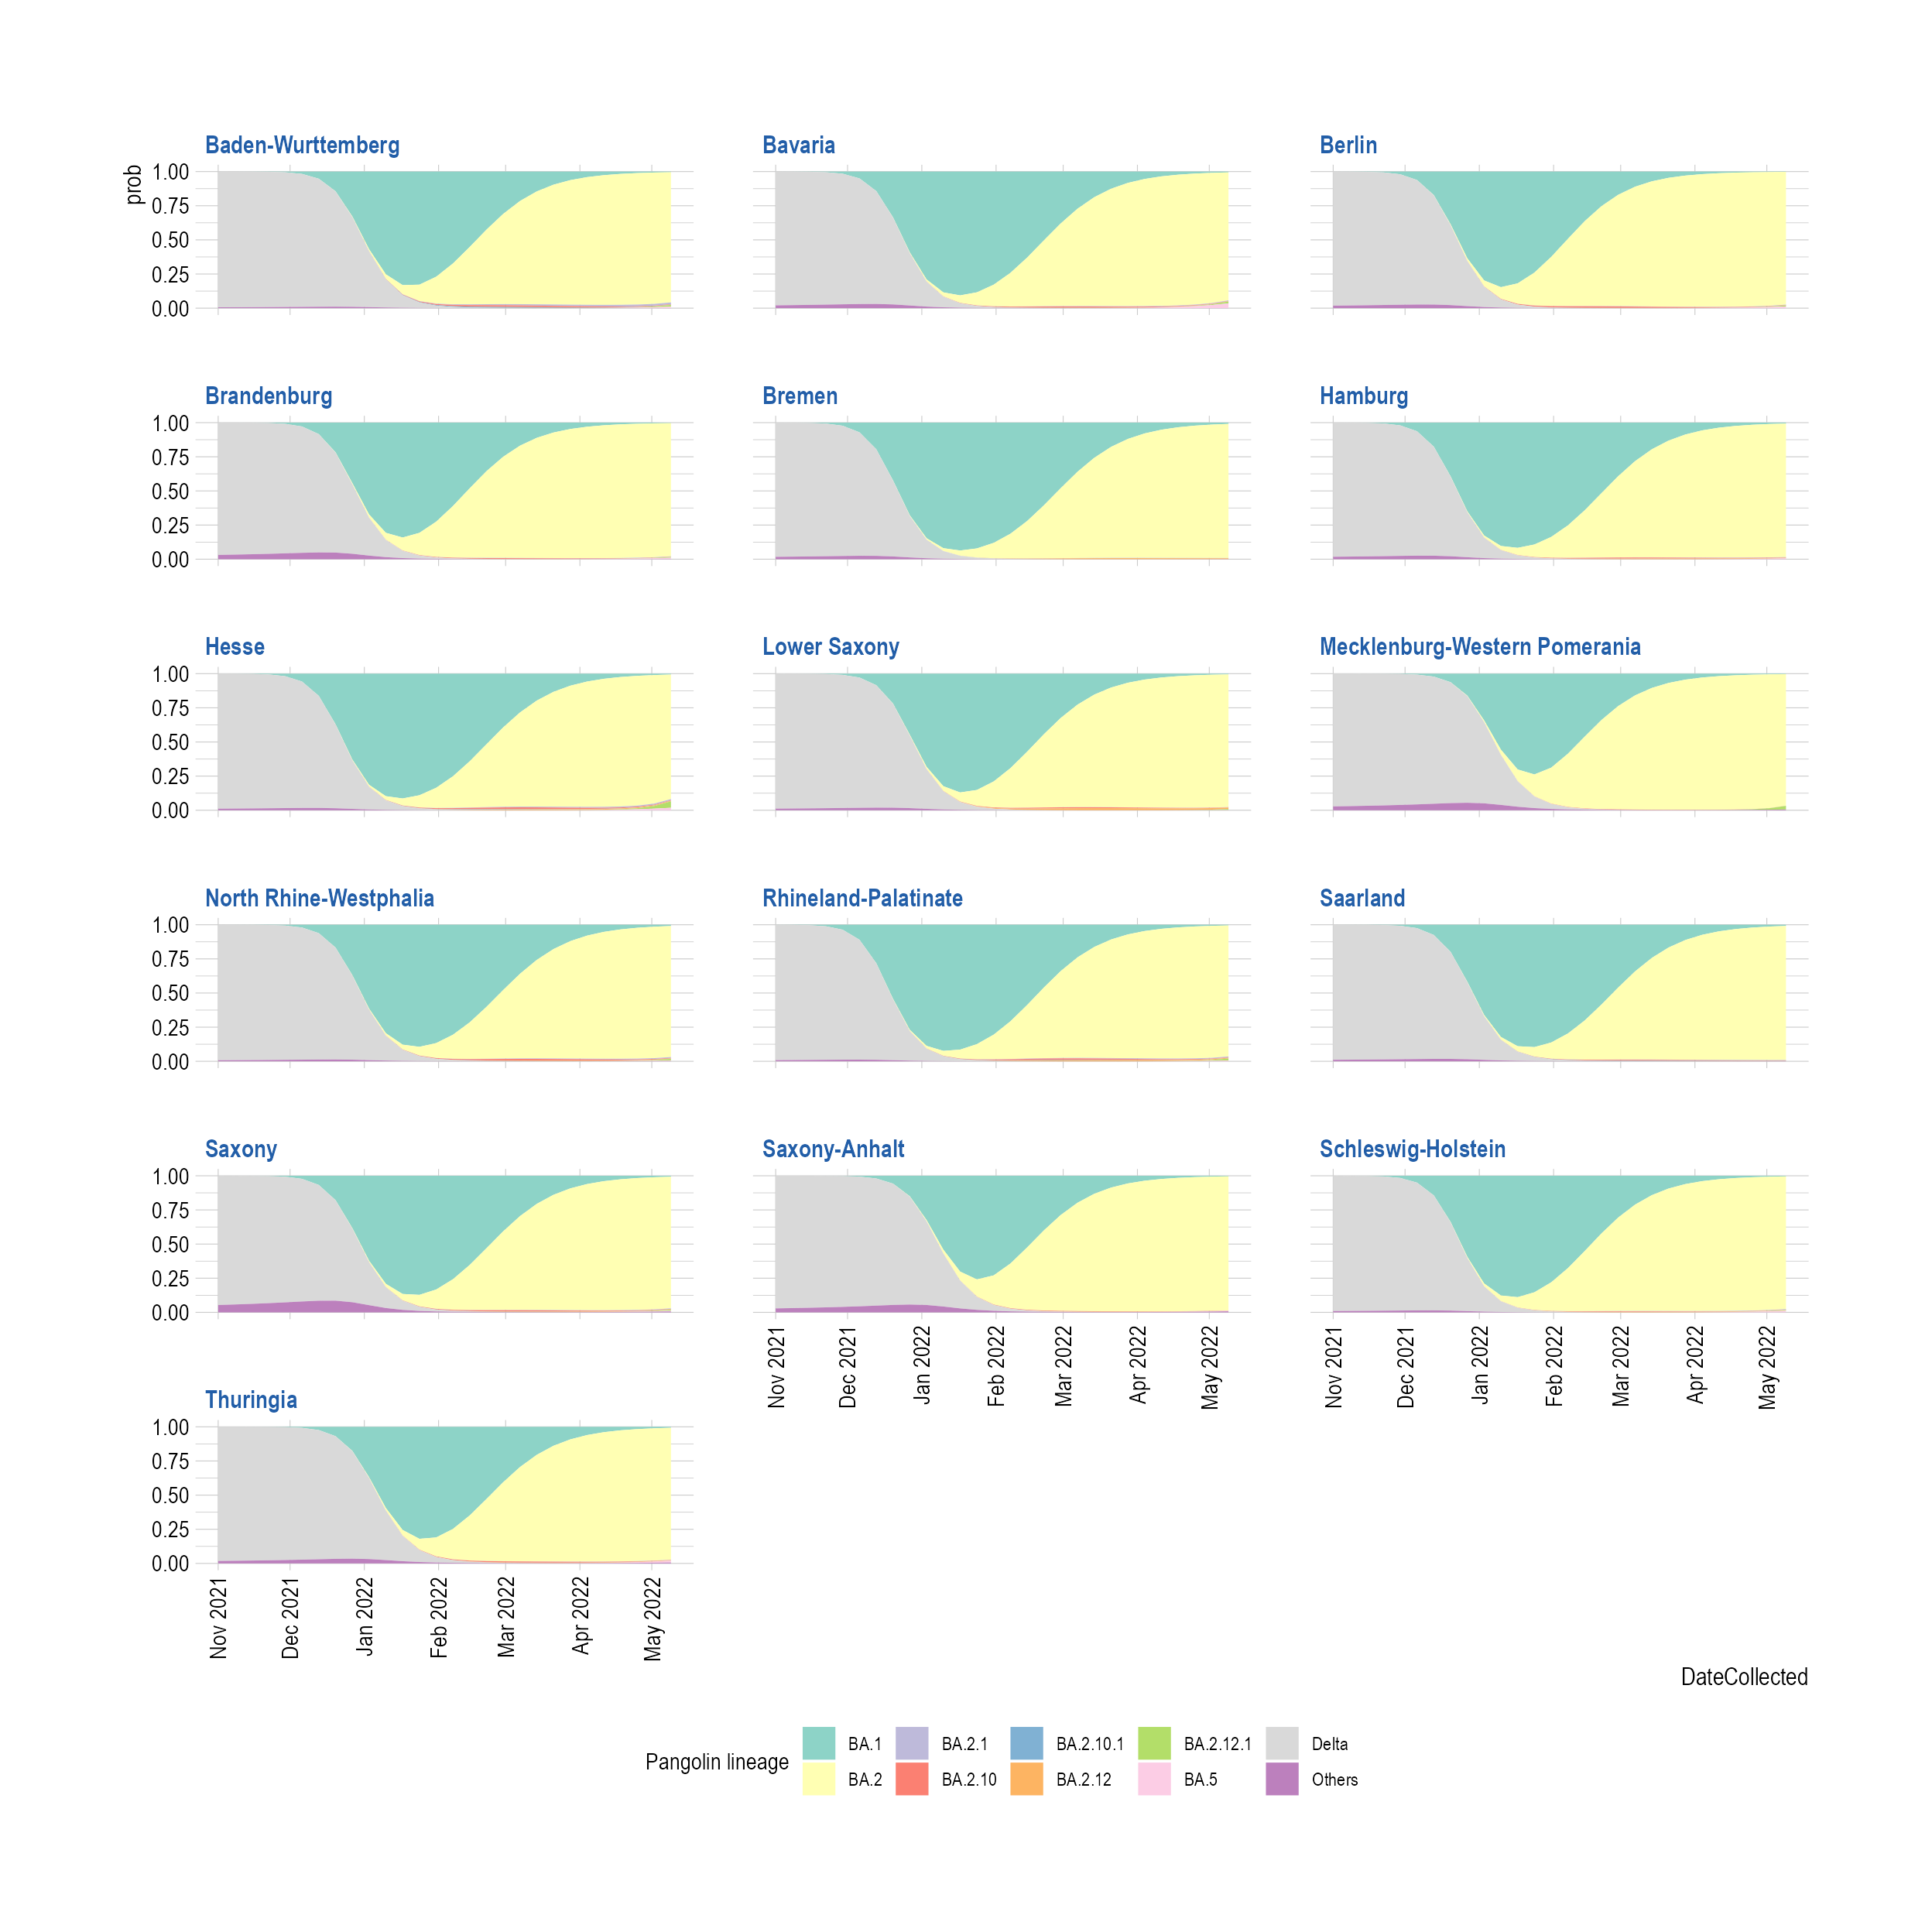 Baden-Wurttemberg
Bavaria
Berlin
prob
1.00
0.75
0.50
0.25
0.00
Brandenburg
Bremen
Hamburg
1.00
0.75
0.50
0.25
0.00
Hesse
Lower Saxony
Mecklenburg-Western Pomerania
1.00
0.75
0.50
0.25
0.00
North Rhine-Westphalia
Rhineland-Palatinate
Saarland
1.00
0.75
0.50
0.25
0.00
Saxony
Saxony-Anhalt
Schleswig-Holstein
1.00
0.75
0.50
0.25
0.00
Nov 2021
Dec 2021
Jan 2022
Feb 2022
Mar 2022
Apr 2022
May 2022
Nov 2021
Dec 2021
Jan 2022
Feb 2022
Mar 2022
Apr 2022
May 2022
Thuringia
1.00
0.75
0.50
0.25
0.00
Nov 2021
Dec 2021
Jan 2022
Feb 2022
Mar 2022
Apr 2022
May 2022
DateCollected
Pangolin lineage
BA.1
BA.2.1
BA.2.10.1
BA.2.12.1
Delta
BA.2
BA.2.10
BA.2.12
BA.5
Others